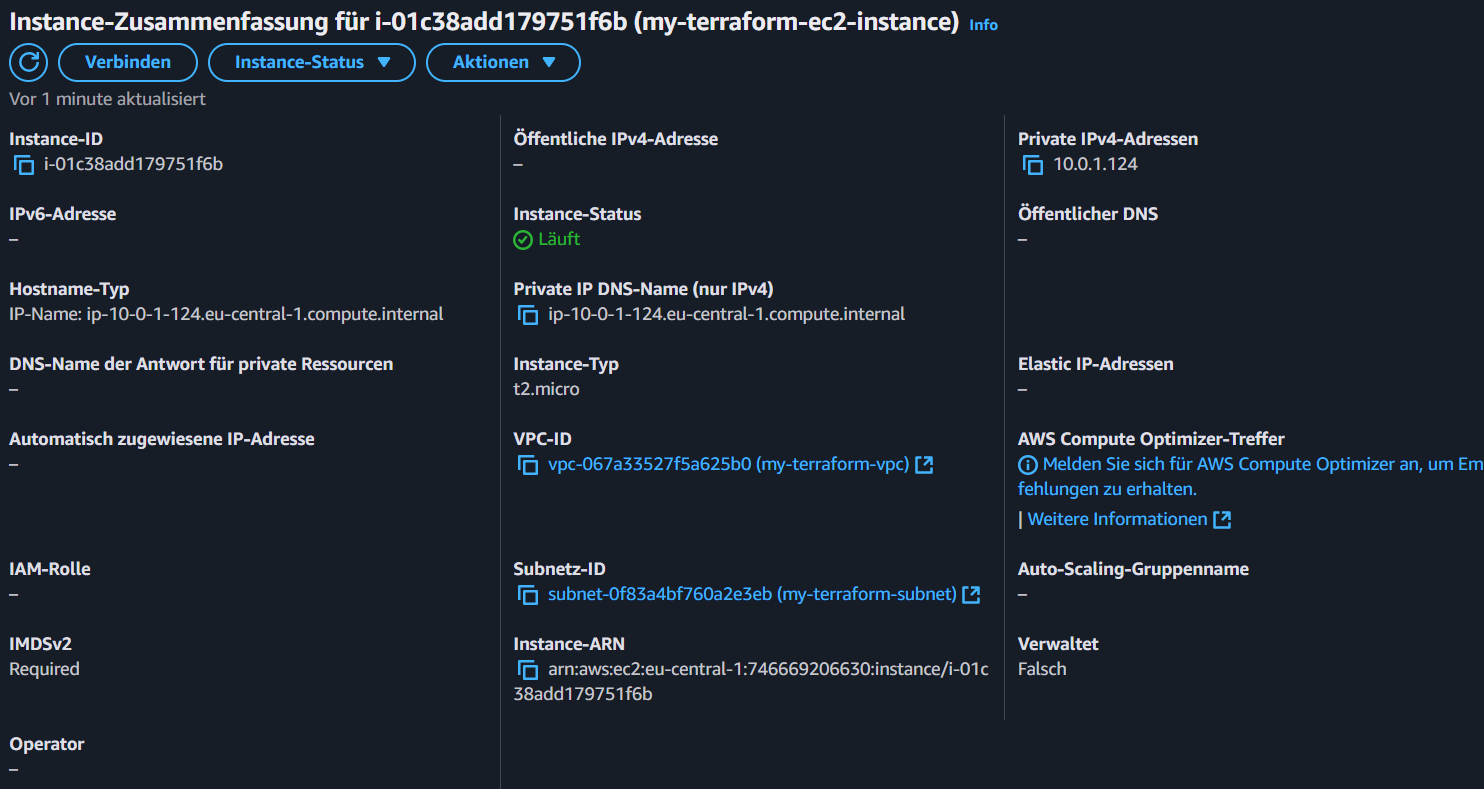 Instance-Zusammenfassung für i-01c38add179751f6b (my-terraform-ec2-instance) Info
Verbinden Instance-Status Aktionen
Vor 1 minute aktualisiert
Instance-ID
i-01c38add179751f6b
Öffentliche IPv4-Adresse
–
Private IPv4-Adressen
10.0.1.124
IPv6-Adresse
–
Instance-Status
Läuft
Öffentlicher DNS
–
Hostname-Typ
IP-Name: ip-10-0-1-124.eu-central-1.compute.internal
Private IP DNS-Name (nur IPv4)
ip-10-0-1-124.eu-central-1.compute.internal
DNS-Name der Antwort für private Ressourcen
–
Instance-Typ
t2.micro
Elastic IP-Adressen
–
Automatisch zugewiesene IP-Adresse
–
VPC-ID
vpc-067a33527f5a625b0 (my-terraform-vpc)
AWS Compute Optimizer-Treffer
Melden Sie sich für AWS Compute Optimizer an, um Em
fehlungen zu erhalten.
| Weitere Informationen
IAM-Rolle
–
Subnetz-ID
subnet-0f83a4bf760a2e3eb (my-terraform-subnet)
Auto-Scaling-Gruppenname
–
IMDSv2
Required
Instance-ARN
arn:aws:ec2:eu-central-1:746669206630:instance/i-01c
38add179751f6b
Verwaltet
Falsch
Operator
–